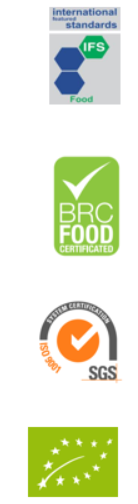 international
featured
standards
IFS
Food
BRC
FOOD
CERTIFICATED
SYSTEM CERTIFICATION
ISO 9001
SGS